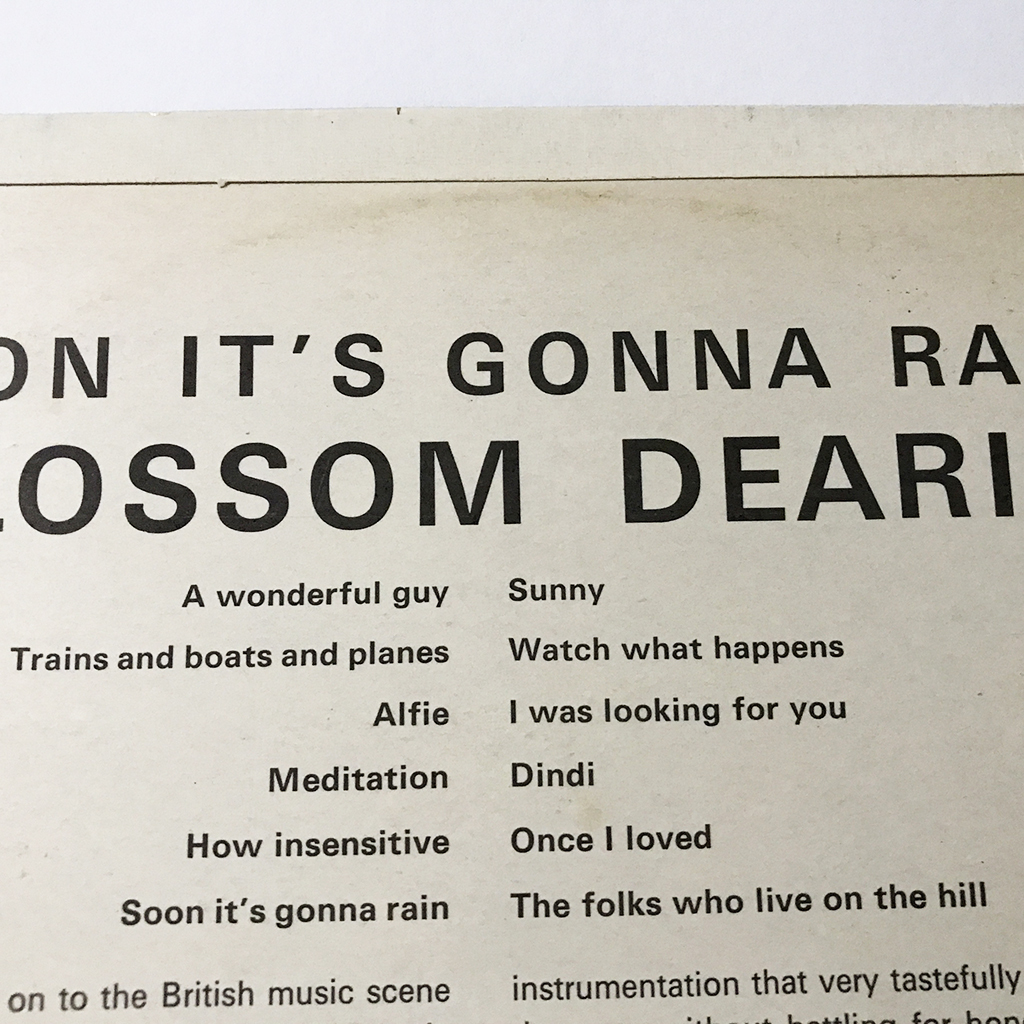 ON IT'S GONNA RA
LOSSOM DEARI
A wonderful guy
Trains and boats and planes
Alfie
Meditation
How insensitive
Soon it's gonna rain
Sunny
Watch what happens
I was looking for you
Dindi
Once I loved
The folks who live on the hill
on to the British music scene
instrumentation that very tastefully